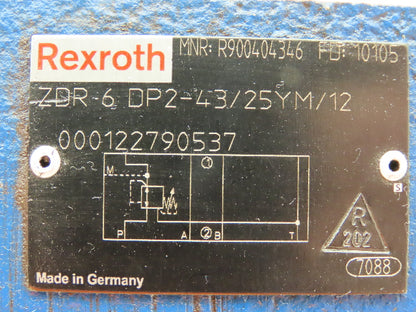 Rexroth MNR: R900404346 FD: 10105
ZDR 6 DP2-43/25YM/12
000122790537
1
M
P A 2 B T
S
R
202
Made in Germany
7088